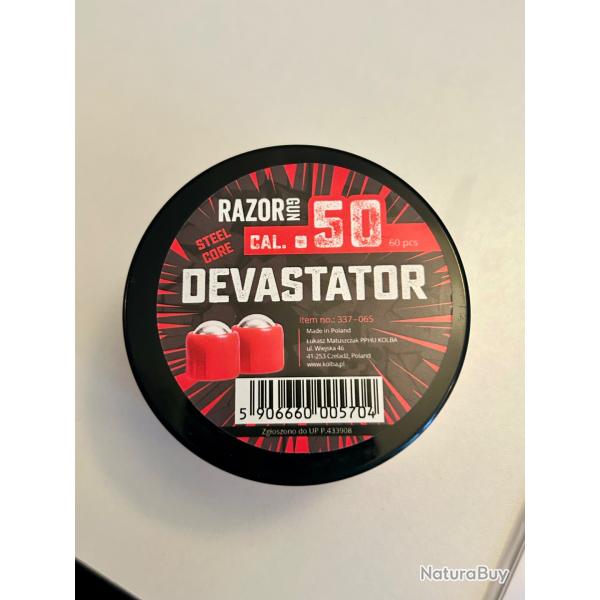 RAZOR GUN
STEEL CORE
CAL. .50
60 pcs
DEVASTATOR
Item no.: 337-065
Made in Poland
Łukasz Matuszczak PPHU KOLBA
ul. Wiejska 46
41-253 Czeladź, Poland
www.kolba.pl
5 906660 005704
Zgłoszono do UP P.433908
NaturaBuy